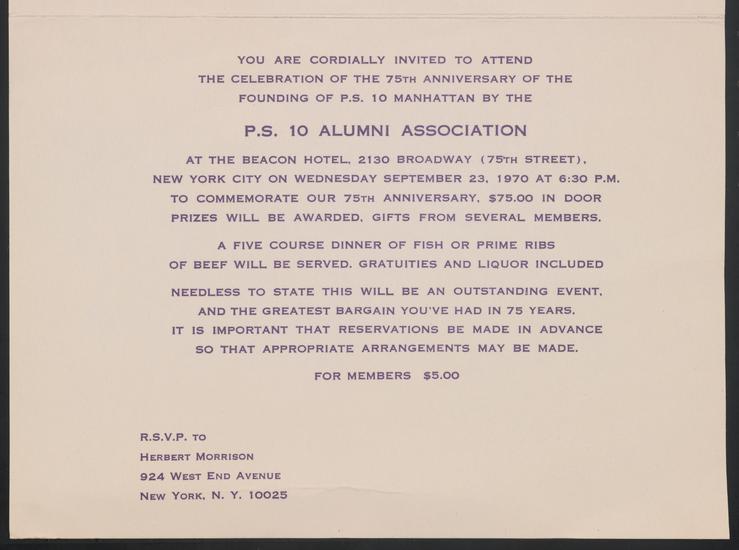 YOU ARE CORDIALLY INVITED TO ATTEND
THE CELEBRATION OF THE 75TH ANNIVERSARY OF THE
FOUNDING OF P.S. 10 MANHATTAN BY THE
P.S. 10 ALUMNI ASSOCIATION
AT THE BEACON HOTEL, 2130 BROADWAY (75TH STREET),
NEW YORK CITY ON WEDNESDAY SEPTEMBER 23, 1970 AT 6:30 P.M.
TO COMMEMORATE OUR 75TH ANNIVERSARY, $75.00 IN DOOR
PRIZES WILL BE AWARDED, GIFTS FROM SEVERAL MEMBERS.
A FIVE COURSE DINNER OF FISH OR PRIME RIBS
OF BEEF WILL BE SERVED. GRATUITIES AND LIQUOR INCLUDED
NEEDLESS TO STATE THIS WILL BE AN OUTSTANDING EVENT,
AND THE GREATEST BARGAIN YOU'VE HAD IN 75 YEARS.
IT IS IMPORTANT THAT RESERVATIONS BE MADE IN ADVANCE
SO THAT APPROPRIATE ARRANGEMENTS MAY BE MADE.
FOR MEMBERS $5.00
R.S.V.P. TO
HERBERT MORRISON
924 WEST END AVENUE
NEW YORK, N. Y. 10025